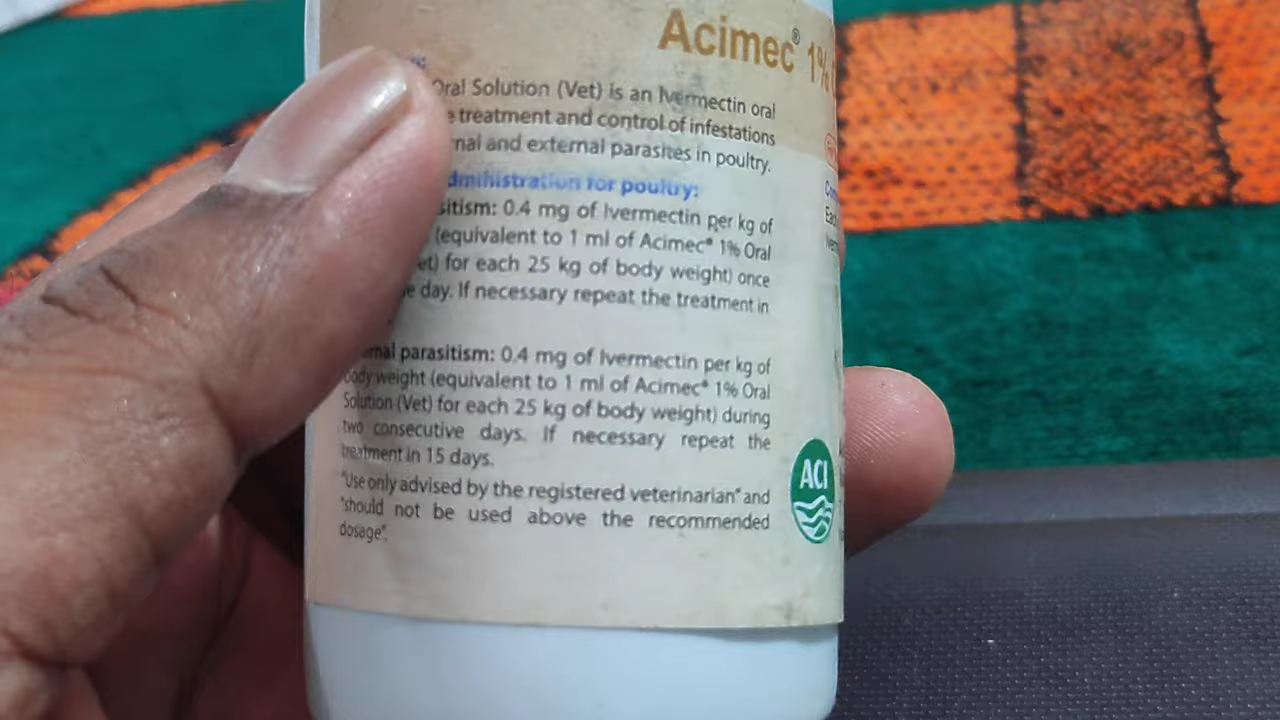 Acimec® 1%
Oral Solution (Vet) is an Ivermectin oral
treatment and control of infestations
and external parasites in poultry.
for poultry:
0.4 mg of Ivermectin per kg of
(equivalent to 1 ml of Acimec® 1% Oral
for each 25 kg of body weight) once
day. If necessary repeat the treatment in
parasitism: 0.4 mg of Ivermectin per kg of
body weight (equivalent to 1 ml of Acimec® 1% Oral
Solution (Vet) for each 25 kg of body weight) during
two consecutive days. If necessary repeat the
treatment in 15 days.
"Use only advised by the registered veterinarian" and
"should not be used above the recommended
dosage".
ACI